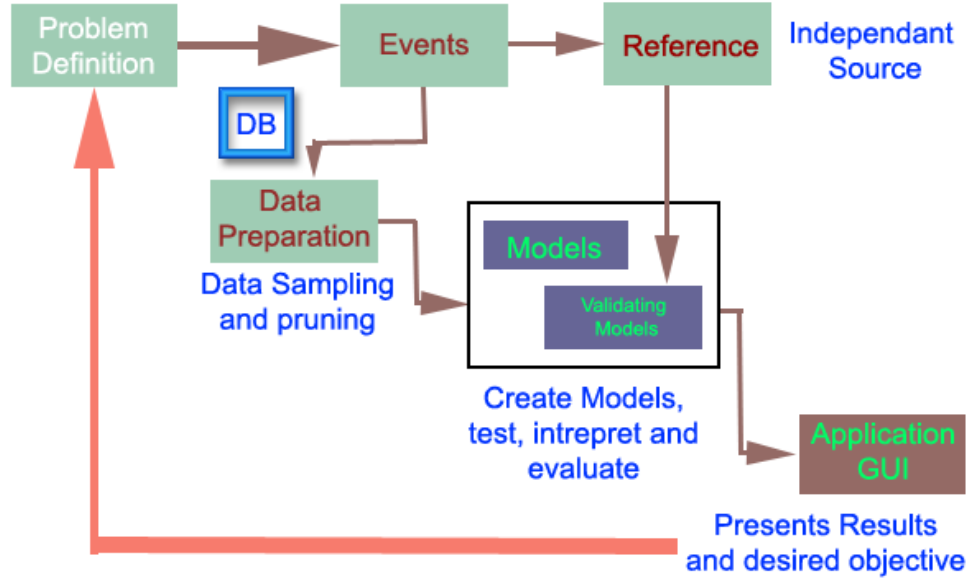 Problem
Definition
Events
Reference
Independant
Source
DB
Data
Preparation
Data Sampling
and pruning
Models
Validating
Models
Create Models,
test, intrepret and
evaluate
Application
GUI
Presents Results
and desired objective